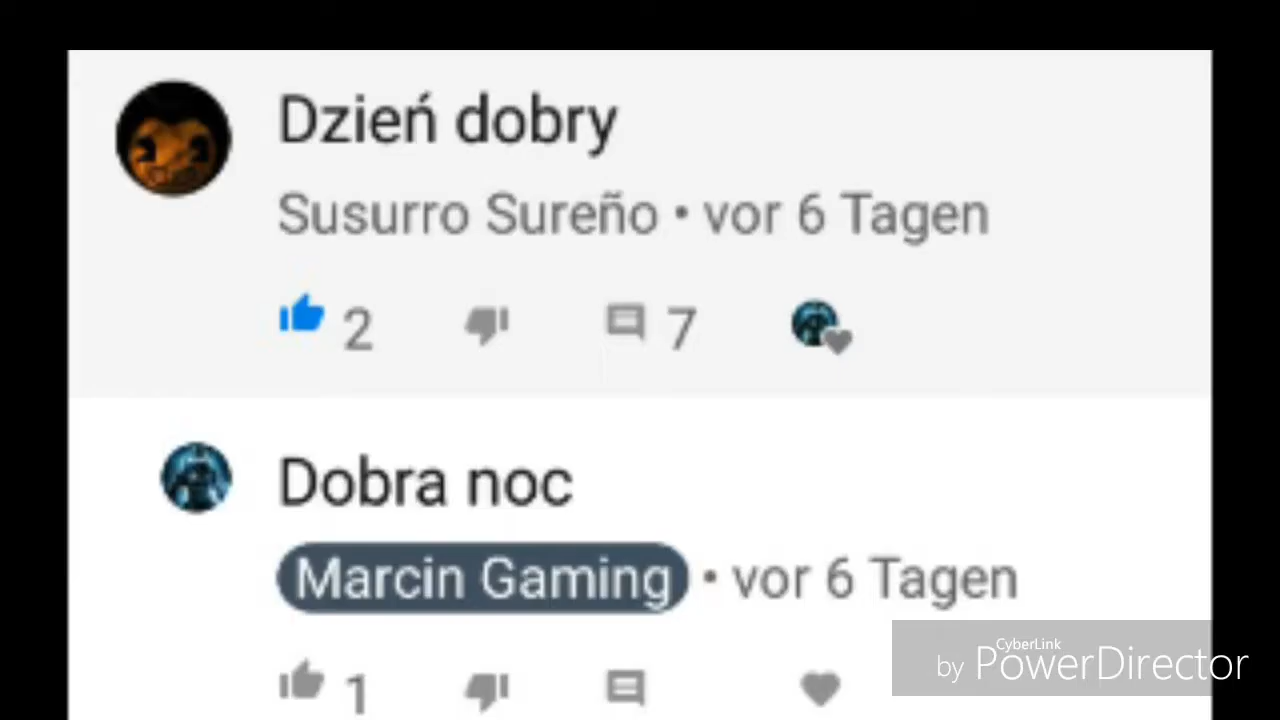 Dzień dobry
Susurro Sureño • vor 6 Tagen
2 7
Dobra noc
Marcin Gaming • vor 6 Tagen
1
CyberLink
by PowerDirector